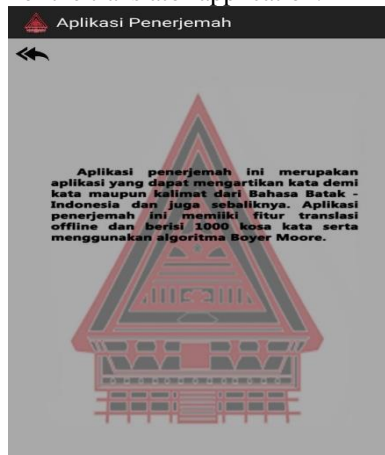 Aplikasi Penerjemah
Aplikasi penerjemah ini merupakan
aplikasi yang dapat mengartikan kata demi
kata maupun kalimat dari Bahasa Batak -
Indonesia dan juga sebaliknya. Aplikasi
penerjemah ini memiiki fitur translasi
offline dan berisi 1000 kosa kata serta
menggunakan algoritma Boyer Moore.